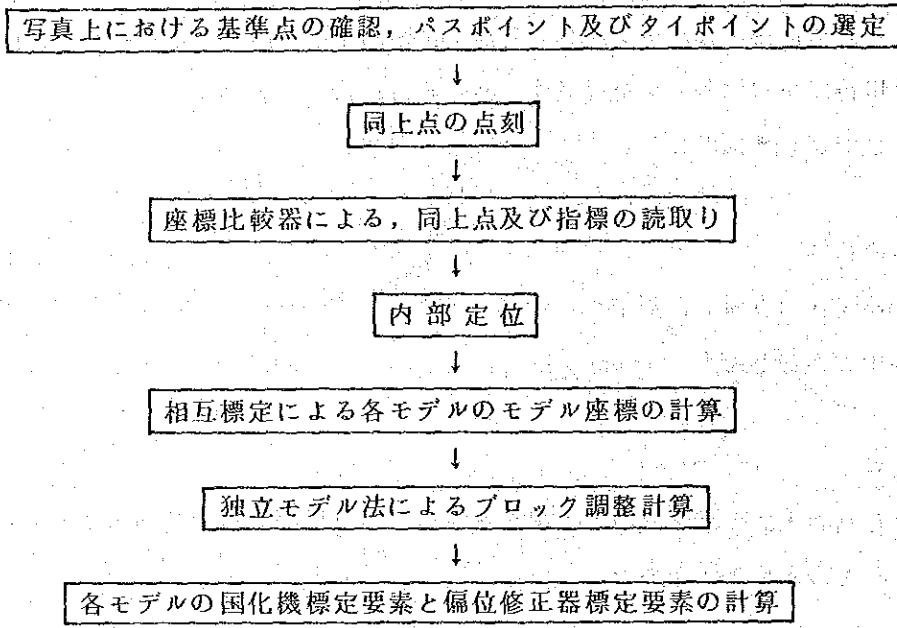 写真上における基準点の確認,パスポイント及びタイポイントの選定
↓
同上点の点刻
↓
座標比較器による,同上点及び指標の読取り
↓
内部定位
↓
相互標定による各モデルのモデル座標の計算
↓
独立モデル法によるブロック調整計算
↓
各モデルの国化機標定要素と偏位修正器標定要素の計算